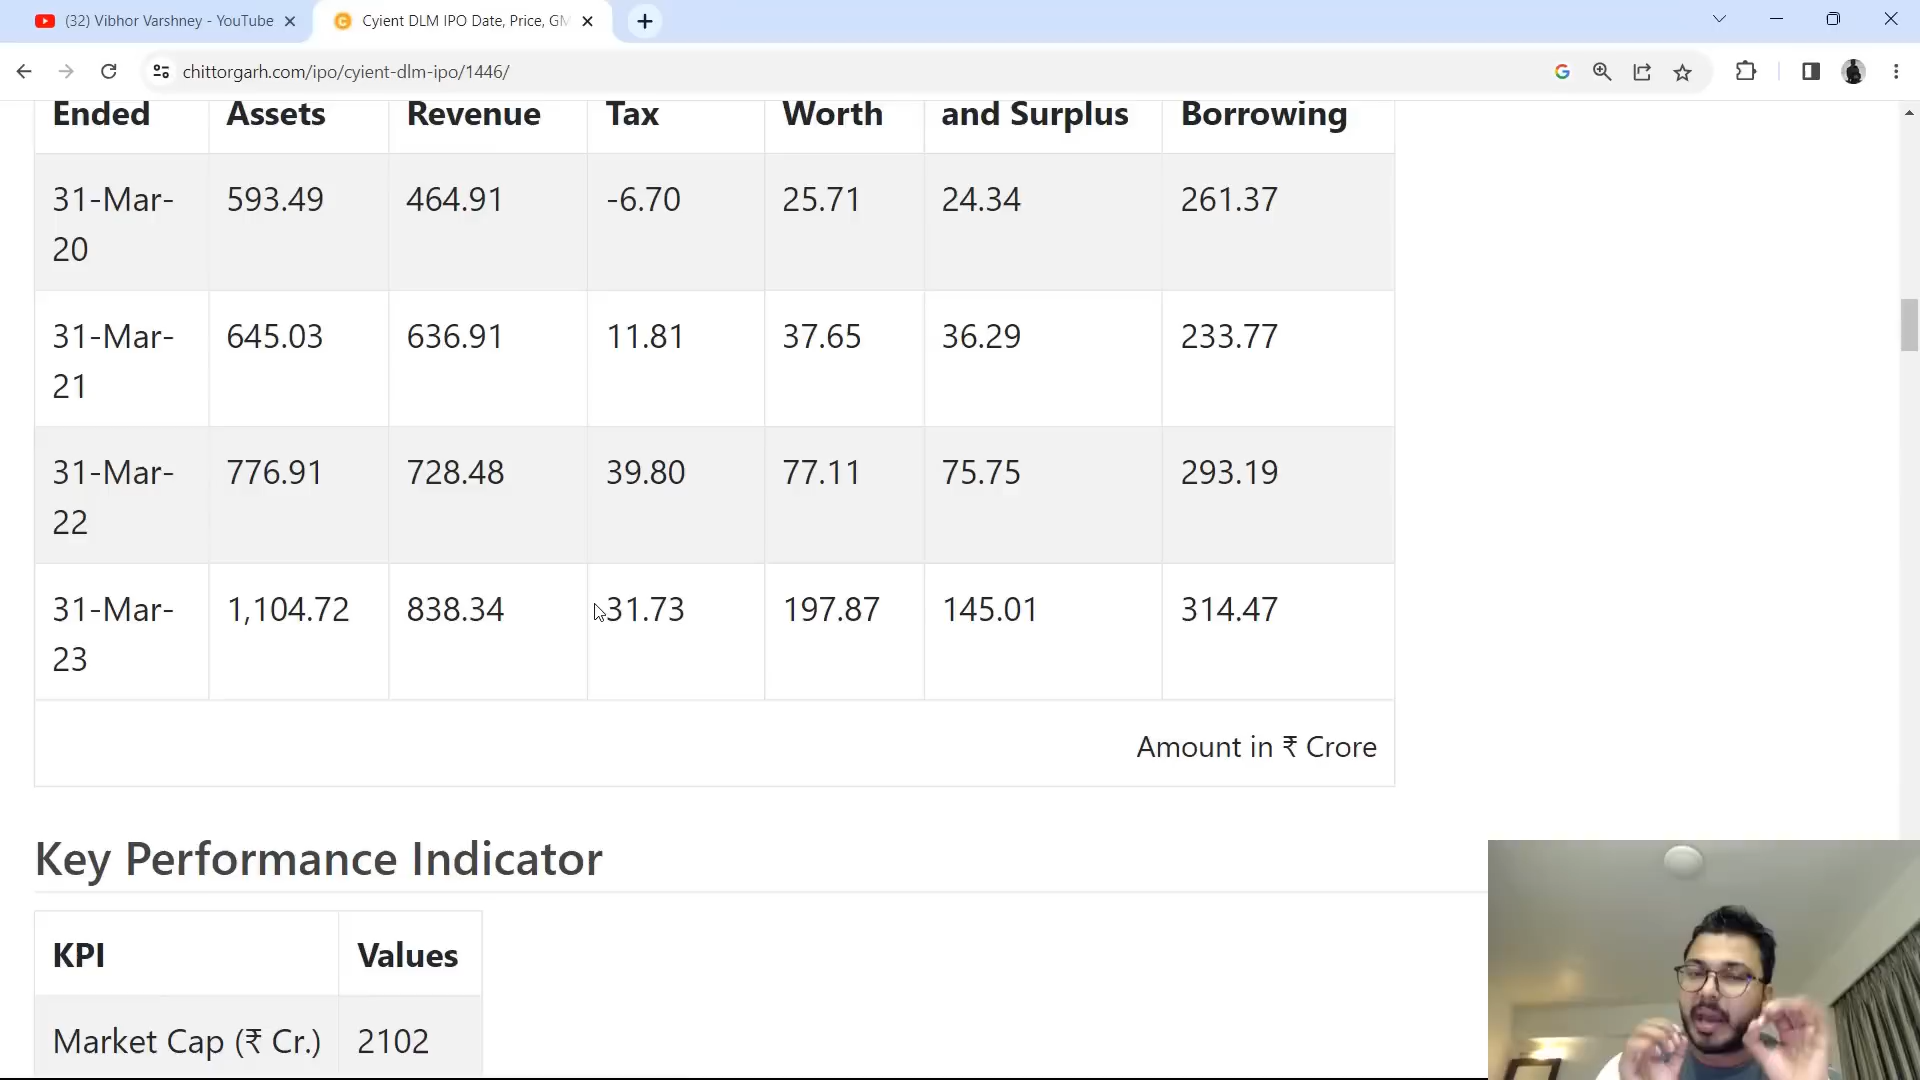 (32) Vibhor Varshney - YouTube
Cyient DLM IPO Date, Price, GM
chittorgarh.com/ipo/cyient-dlm-ipo/1446/
Ended Assets Revenue Tax Worth and Surplus Borrowing
31-Mar-20 593.49 464.91 -6.70 25.71 24.34 261.37
31-Mar-21 645.03 636.91 11.81 37.65 36.29 233.77
31-Mar-22 776.91 728.48 39.80 77.11 75.75 293.19
31-Mar-23 1,104.72 838.34 31.73 197.87 145.01 314.47
Amount in ₹ Crore
Key Performance Indicator
KPI Values
Market Cap (₹ Cr.) 2102